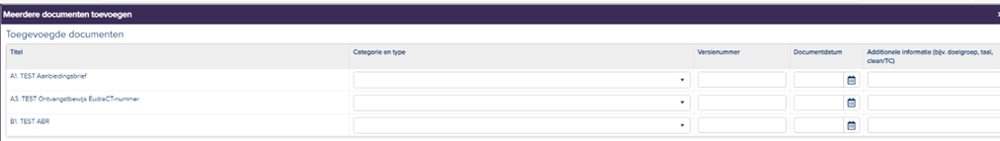 Meerdere documenten toevoegen
Toegevoegde documenten
Titel Categorie en type Versienummer Documentdatum Additionele informatie (bijv. doelgroep, taal,
clean/TC)
A1. TEST Aanbiedingsbrief
A3. TEST Ontvangstbewijs EudraCT-nummer
B1. TEST ABR